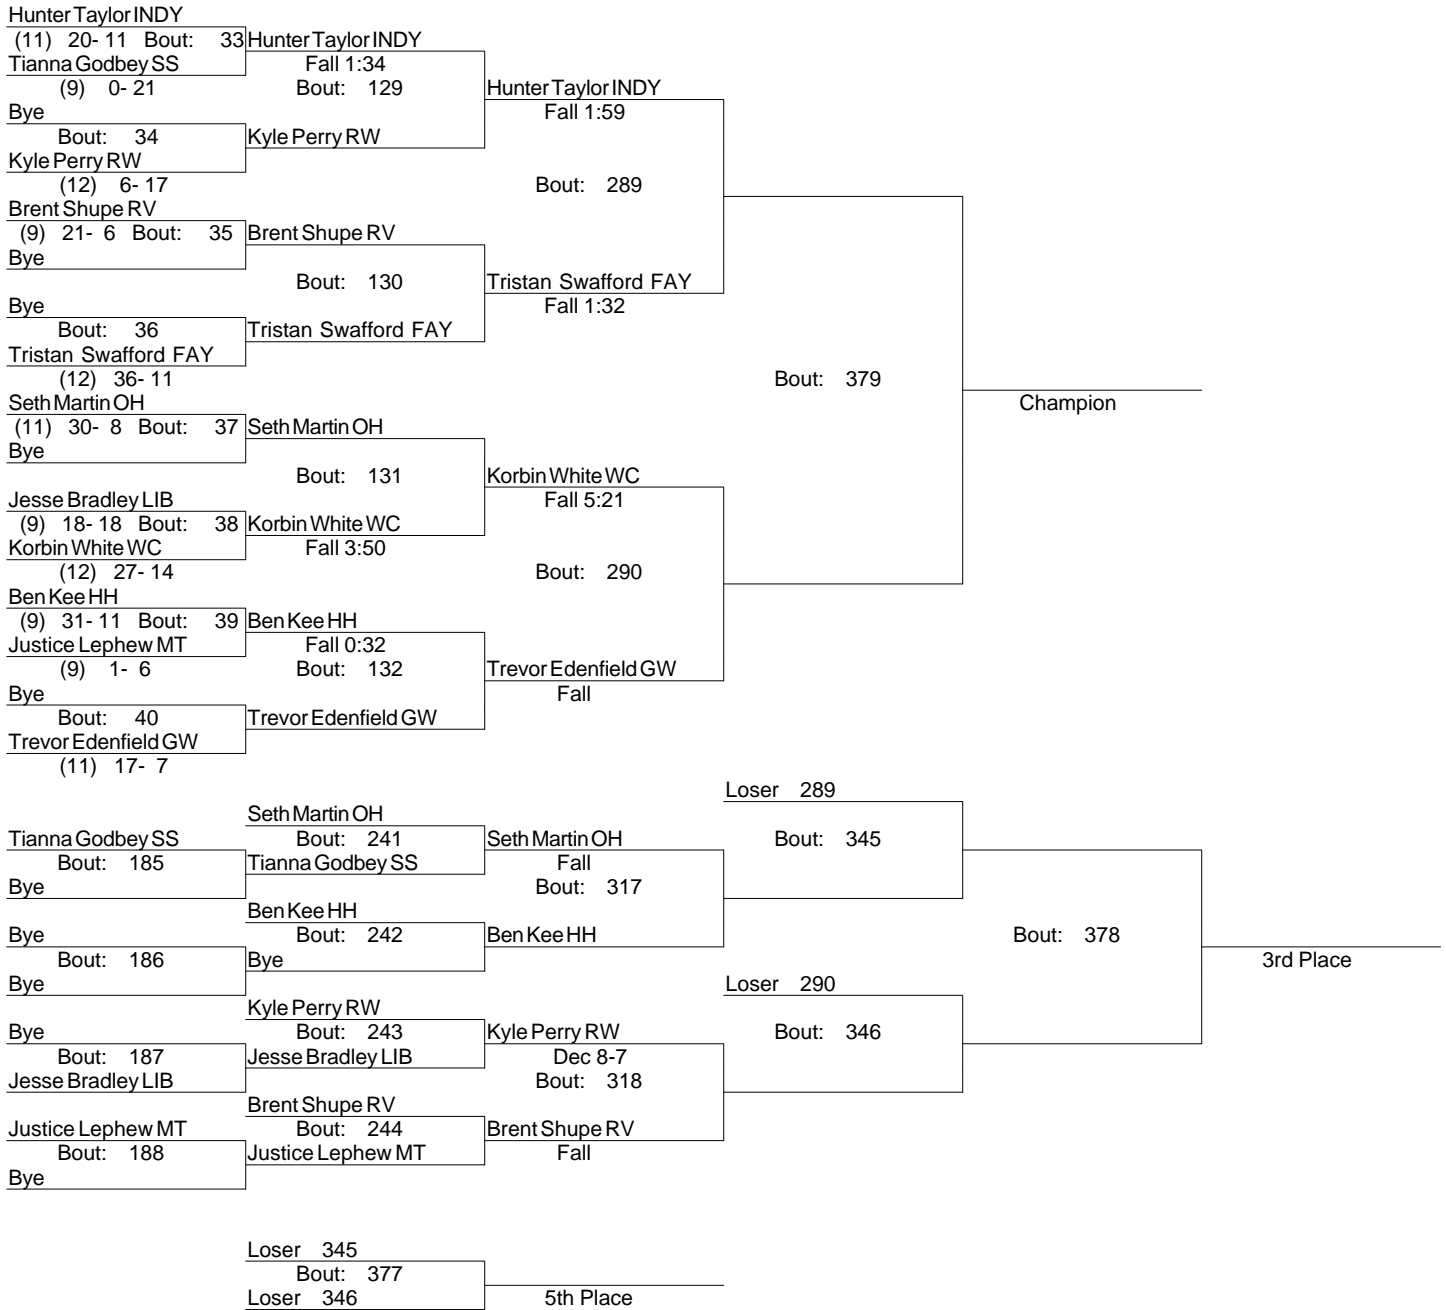 Hunter Taylor INDY
(11) 20- 11 Bout: 33 Hunter Taylor INDY
Tianna Godbey SS Fall 1:34
(9) 0- 21 Bout: 129 Hunter Taylor INDY
Bye Fall 1:59
Bout: 34 Kyle Perry RW
Kyle Perry RW
(12) 6- 17 Bout: 289
Brent Shupe RV
(9) 21- 6 Bout: 35 Brent Shupe RV
Bye
Bout: 130 Tristan Swafford FAY
Bye Fall 1:32
Bout: 36 Tristan Swafford FAY
Tristan Swafford FAY
(12) 36- 11 Bout: 379
Seth Martin OH Champion
(11) 30- 8 Bout: 37 Seth Martin OH
Bye
Bout: 131 Korbin White WC
Jesse Bradley LIB Fall 5:21
(9) 18- 18 Bout: 38 Korbin White WC
Korbin White WC Fall 3:50
(12) 27- 14 Bout: 290
Ben Kee HH
(9) 31- 11 Bout: 39 Ben Kee HH
Justice Lephew MT Fall 0:32
(9) 1- 6 Bout: 132 Trevor Edenfield GW
Bye Fall
Bout: 40 Trevor Edenfield GW
Trevor Edenfield GW
(11) 17- 7
Loser 289
Seth Martin OH
Tianna Godbey SS Bout: 241 Seth Martin OH Bout: 345
Bout: 185 Tianna Godbey SS Fall
Bye Bout: 317
Ben Kee HH
Bye Bout: 242 Ben Kee HH Bout: 378
Bout: 186 Bye 3rd Place
Bye Loser 290
Kyle Perry RW
Bye Bout: 243 Kyle Perry RW Bout: 346
Bout: 187 Jesse Bradley LIB Dec 8-7
Jesse Bradley LIB Bout: 318
Brent Shupe RV
Justice Lephew MT Bout: 244 Brent Shupe RV
Bout: 188 Justice Lephew MT Fall
Bye
Loser 345
Bout: 377
Loser 346 5th Place